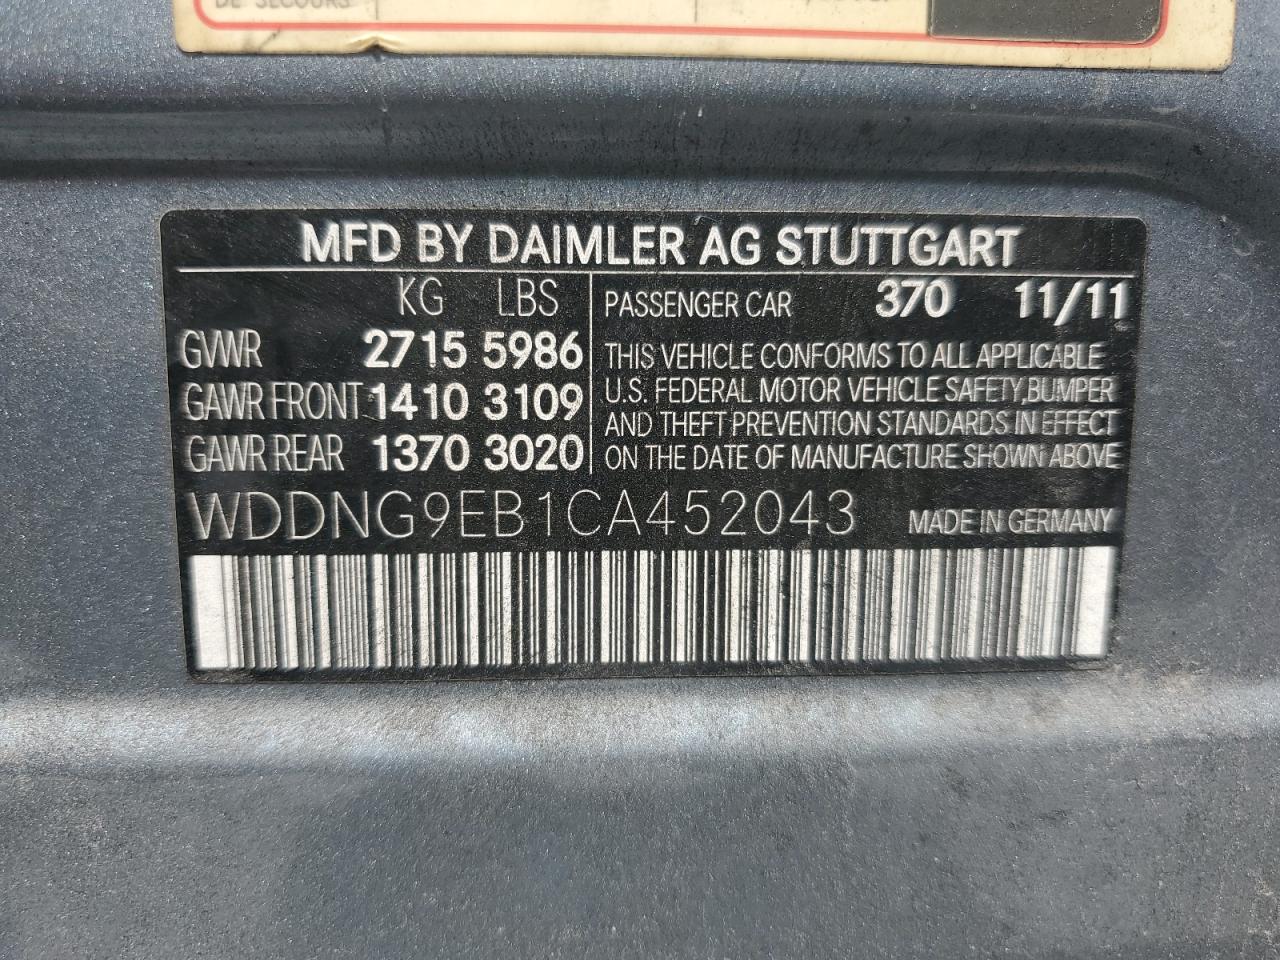 DE SECOURS
MFD BY DAIMLER AG STUTTGART
KG LBS
GVWR 2715 5986
GAWR FRONT 1410 3109
GAWR REAR 1370 3020
PASSENGER CAR 370 11/11
THIS VEHICLE CONFORMS TO ALL APPLICABLE
U.S. FEDERAL MOTOR VEHICLE SAFETY,BUMPER
AND THEFT PREVENTION STANDARDS IN EFFECT
ON THE DATE OF MANUFACTURE SHOWN ABOVE
WDDNG9EB1CA452043 MADE IN GERMANY